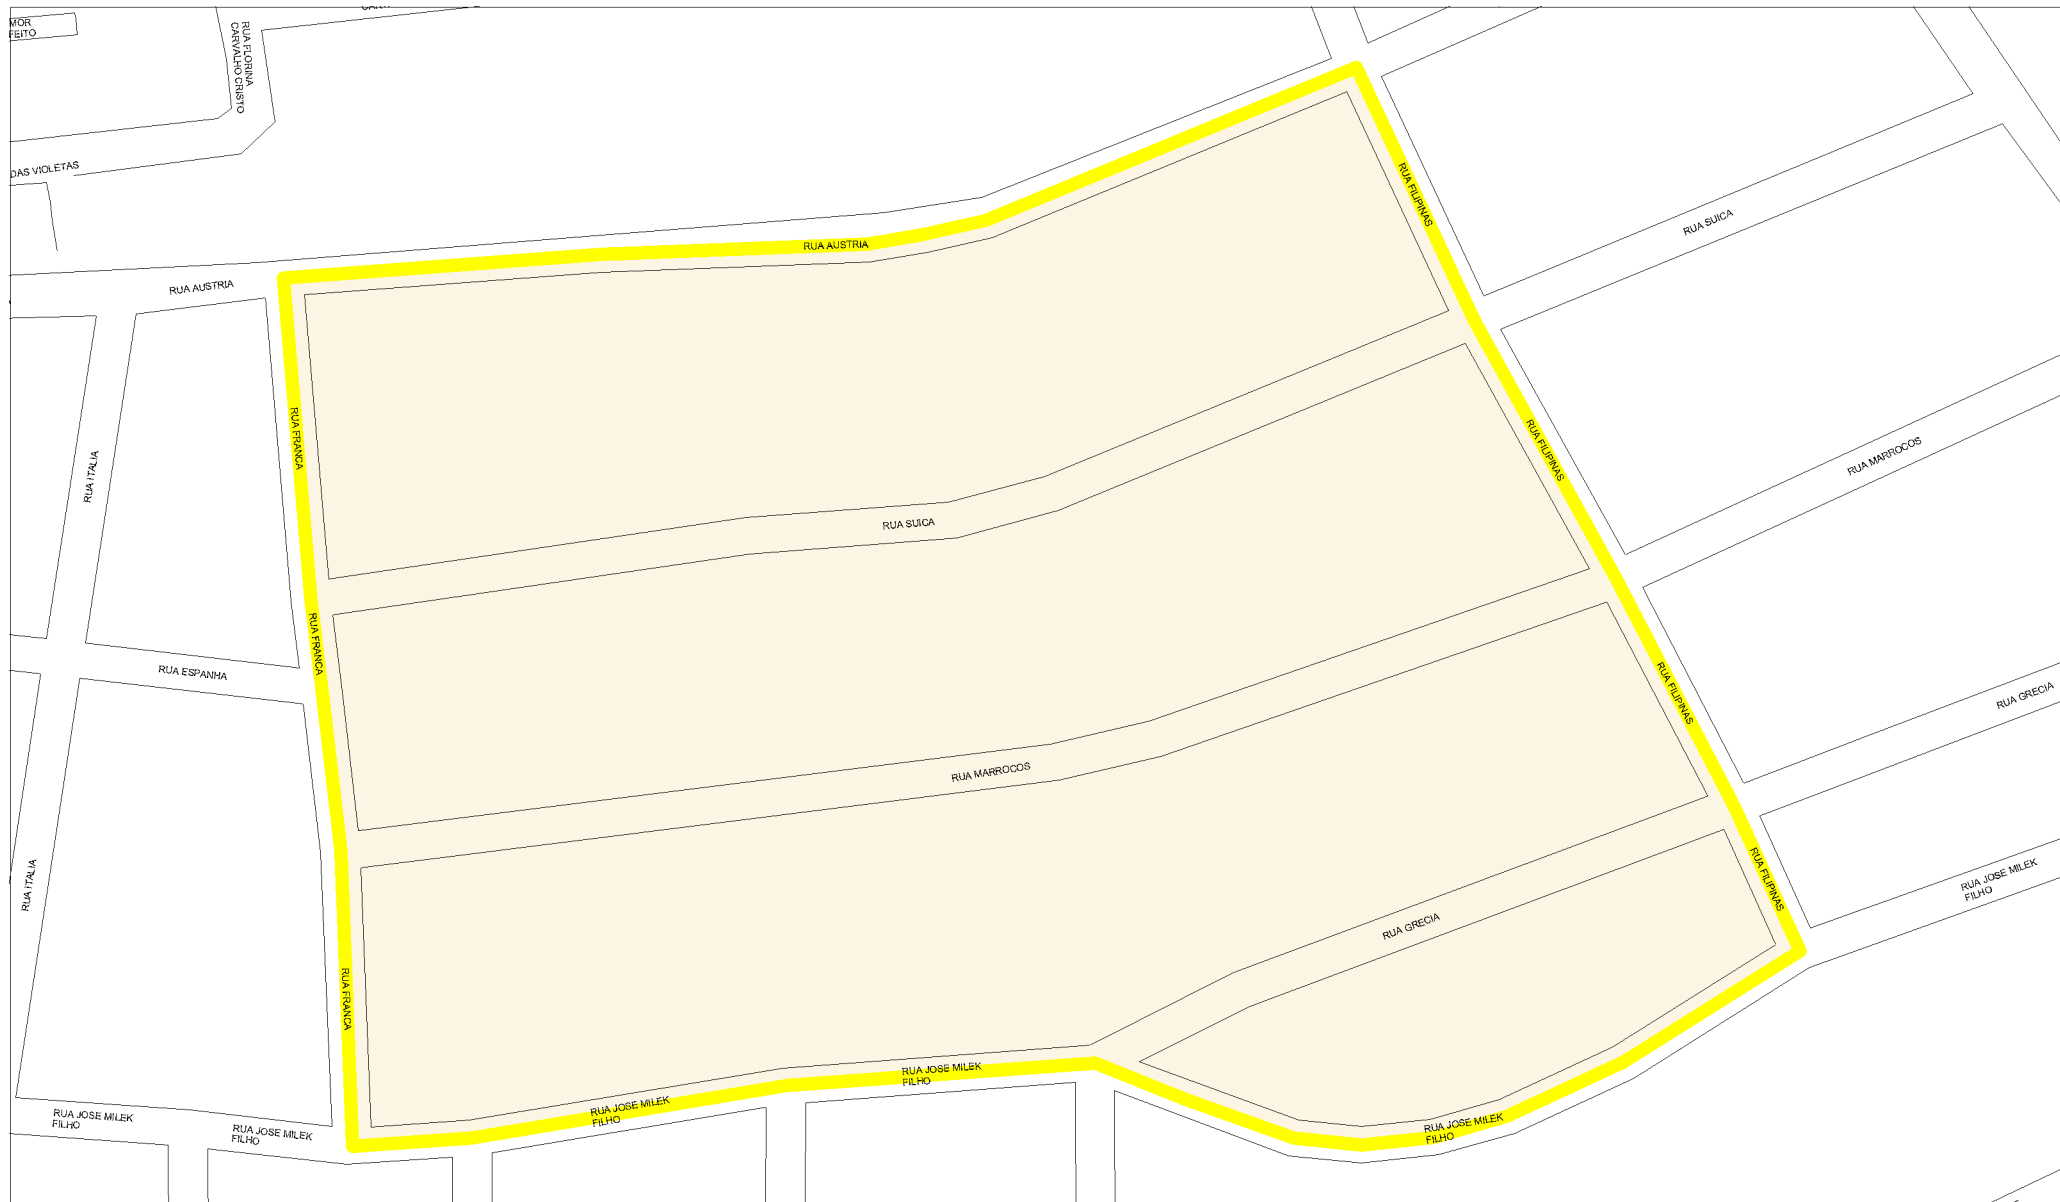 MOR
FEITO
RUA FLORINA
CARVALHO CRISTO
DAS VIOLETAS
RUA FILIPINAS
RUA SUICA
RUA AUSTRIA
RUA AUSTRIA
RUA FRANCA
RUA ITALIA
RUA FILIPINAS
RUA MARROCOS
RUA SUICA
RUA FRANCA
RUA ESPANHA
RUA FILIPINAS
RUA GRECIA
RUA MARROCOS
RUA ITALIA
RUA FILIPINAS
RUA JOSE MILEK
FILHO
RUA GRECIA
RUA FRANCA
RUA JOSE MILEK
FILHO
RUA JOSE MILEK
FILHO
RUA JOSE MILEK
FILHO
RUA JOSE MILEK
FILHO
RUA JOSE MILEK
FILHO